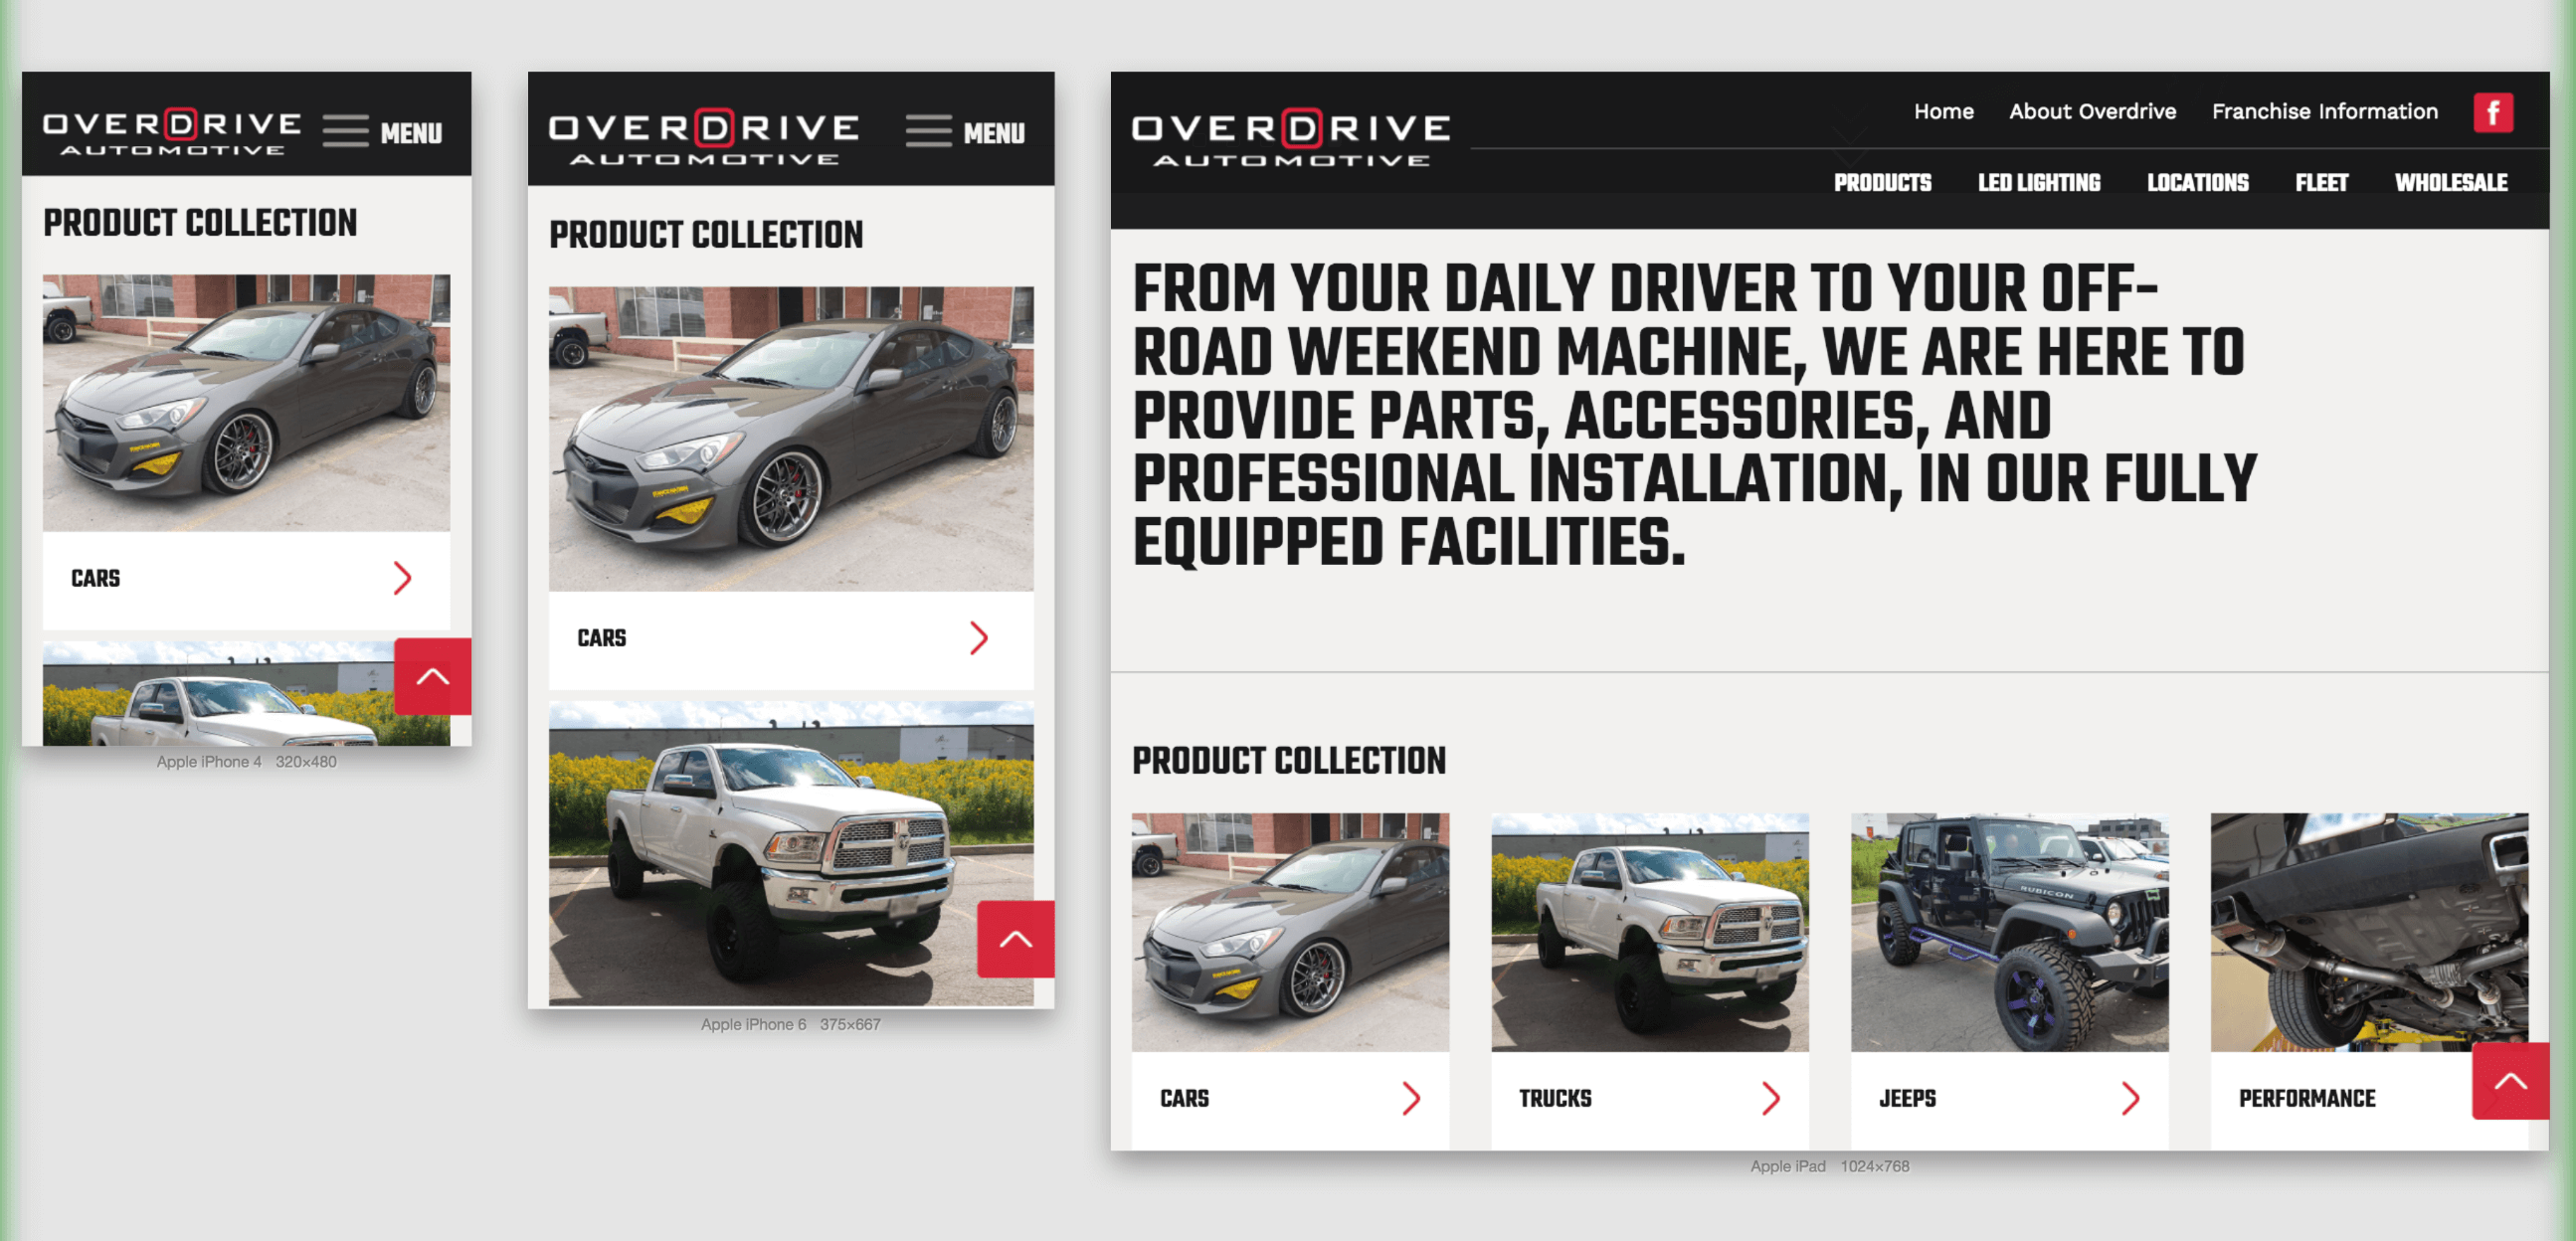 OVERDRIVE
AUTOMOTIVE
MENU
PRODUCT COLLECTION
CARS
Apple iPhone 4 320×480
OVERDRIVE
AUTOMOTIVE
MENU
PRODUCT COLLECTION
CARS
Apple iPhone 6 375×667
OVERDRIVE
AUTOMOTIVE
Home About Overdrive Franchise Information f
PRODUCTS LED LIGHTING LOCATIONS FLEET WHOLESALE
FROM YOUR DAILY DRIVER TO YOUR OFF-
ROAD WEEKEND MACHINE, WE ARE HERE TO
PROVIDE PARTS, ACCESSORIES, AND
PROFESSIONAL INSTALLATION, IN OUR FULLY
EQUIPPED FACILITIES.
PRODUCT COLLECTION
RUBICON
CARS TRUCKS JEEPS PERFORMANCE
Apple iPad 1024×768